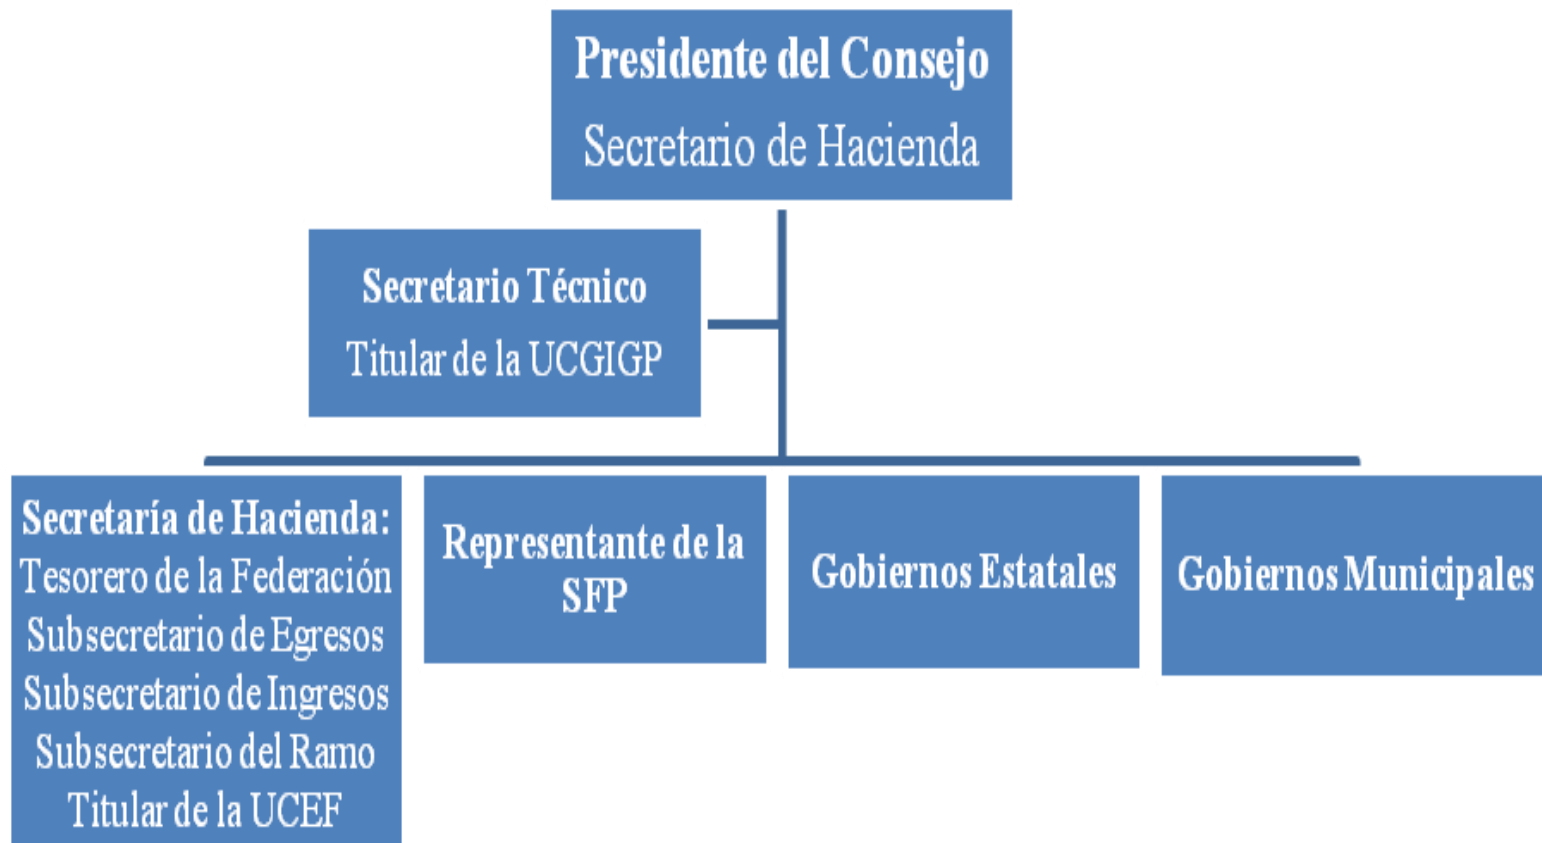 Presidente del Consejo
Secretario de Hacienda
Secretario Técnico
Titular de la UCGIGP
Secretaría de Hacienda:
Tesorero de la Federación
Subsecretario de Egresos
Subsecretario de Ingresos
Subsecretario del Ramo
Titular de la UCEF
Representante de la
SFP
Gobiernos Estatales
Gobiernos Municipales